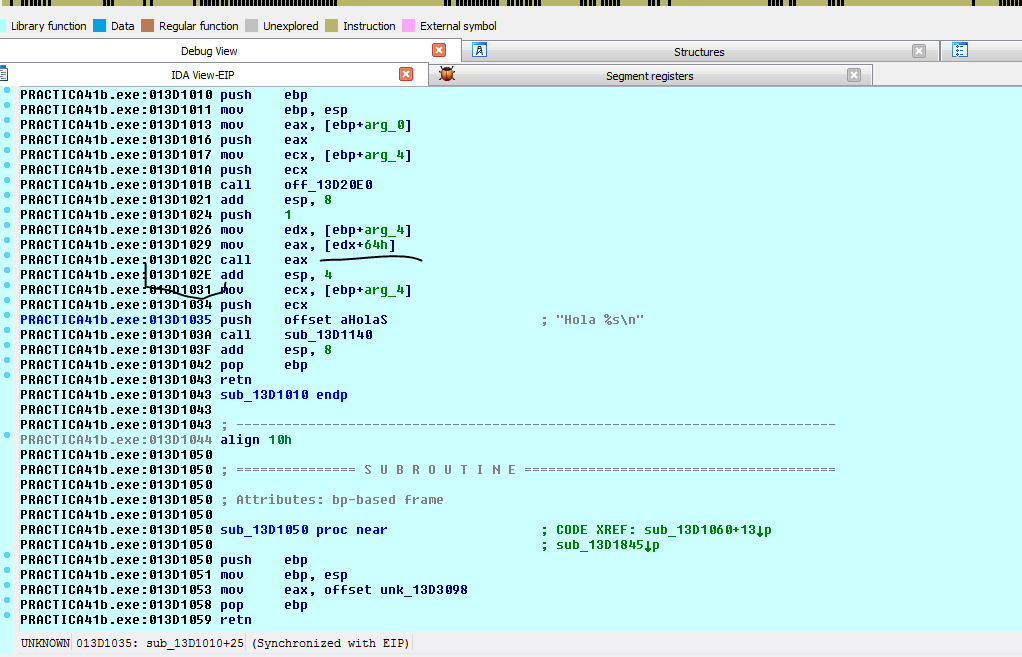 Library function Data Regular function Unexplored Instruction External symbol
Debug View Structures
IDA View-EIP Segment registers
PRACTICA41b.exe:013D1010 push ebp
PRACTICA41b.exe:013D1011 mov ebp, esp
PRACTICA41b.exe:013D1013 mov eax, [ebp+arg_0]
PRACTICA41b.exe:013D1016 push eax
PRACTICA41b.exe:013D1017 mov ecx, [ebp+arg_4]
PRACTICA41b.exe:013D101A push ecx
PRACTICA41b.exe:013D101B call off_13D20E0
PRACTICA41b.exe:013D1021 add esp, 8
PRACTICA41b.exe:013D1024 push 1
PRACTICA41b.exe:013D1026 mov edx, [ebp+arg_4]
PRACTICA41b.exe:013D1029 mov eax, [edx+64h]
PRACTICA41b.exe:013D102C call eax
PRACTICA41b.exe:013D102E add esp, 4
PRACTICA41b.exe:013D1031 mov ecx, [ebp+arg_4]
PRACTICA41b.exe:013D1034 push ecx
PRACTICA41b.exe:013D1035 push offset aHolaS ; "Hola %s\n"
PRACTICA41b.exe:013D103A call sub_13D1140
PRACTICA41b.exe:013D103F add esp, 8
PRACTICA41b.exe:013D1042 pop ebp
PRACTICA41b.exe:013D1043 retn
PRACTICA41b.exe:013D1043 sub_13D1010 endp
PRACTICA41b.exe:013D1043
PRACTICA41b.exe:013D1043 ; ---------------------------------------------------------------------------
PRACTICA41b.exe:013D1044 align 10h
PRACTICA41b.exe:013D1050
PRACTICA41b.exe:013D1050 ; =============== S U B R O U T I N E =======================================
PRACTICA41b.exe:013D1050
PRACTICA41b.exe:013D1050 ; Attributes: bp-based frame
PRACTICA41b.exe:013D1050
PRACTICA41b.exe:013D1050 sub_13D1050 proc near ; CODE XREF: sub_13D1060+13↓p
PRACTICA41b.exe:013D1050 ; sub_13D1845↓p
PRACTICA41b.exe:013D1050 push ebp
PRACTICA41b.exe:013D1051 mov ebp, esp
PRACTICA41b.exe:013D1053 mov eax, offset unk_13D3098
PRACTICA41b.exe:013D1058 pop ebp
PRACTICA41b.exe:013D1059 retn
UNKNOWN 013D1035: sub_13D1010+25 (Synchronized with EIP)